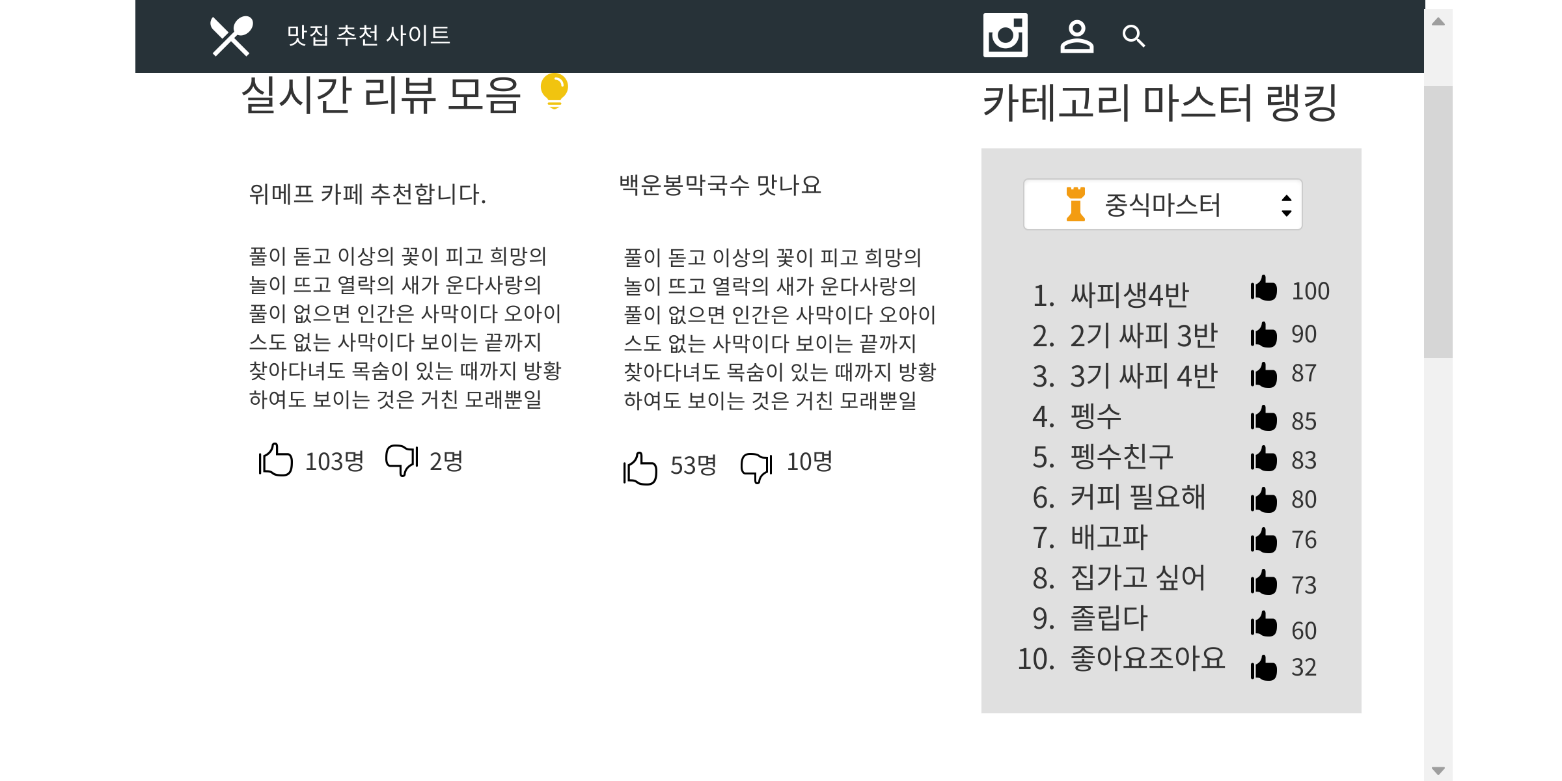 맛집 추천 사이트
실시간 리뷰 모음
위메프 카페 추천합니다.
풀이 돋고 이상의 꽃이 피고 희망의
놀이 뜨고 열락의 새가 운다사랑의
풀이 없으면 인간은 사막이다 오아이
스도 없는 사막이다 보이는 끝까지
찾아다녀도 목숨이 있는 때까지 방황
하여도 보이는 것은 거친 모래뿐일
103명 2명
백운봉막국수 맛나요
풀이 돋고 이상의 꽃이 피고 희망의
놀이 뜨고 열락의 새가 운다사랑의
풀이 없으면 인간은 사막이다 오아이
스도 없는 사막이다 보이는 끝까지
찾아다녀도 목숨이 있는 때까지 방황
하여도 보이는 것은 거친 모래뿐일
53명 10명
카테고리 마스터 랭킹
중식마스터
1. 싸피생4반 100
2. 2기 싸피 3반 90
3. 3기 싸피 4반 87
4. 펭수 85
5. 펭수친구 83
6. 커피 필요해 80
7. 배고파 76
8. 집가고 싶어 73
9. 졸립다 60
10. 좋아요조아요 32